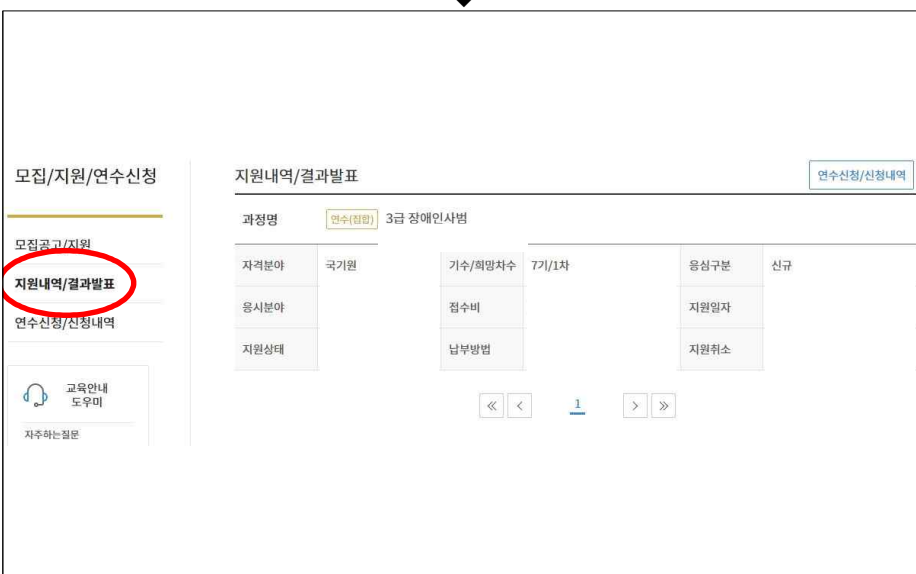 모집/지원/연수신청
모집공고/지원
지원내역/결과발표
연수신청/신청내역
교육안내
도우미
자주하는질문
지원내역/결과발표
연수신청/신청내역
과정명 연수(집합) 3급 장애인사범
자격분야 국기원 기수/희망차수 7기/1차 응심구분 신규
응시분야 접수비 지원일자
지원상태 납부방법 지원취소
« < 1 > »